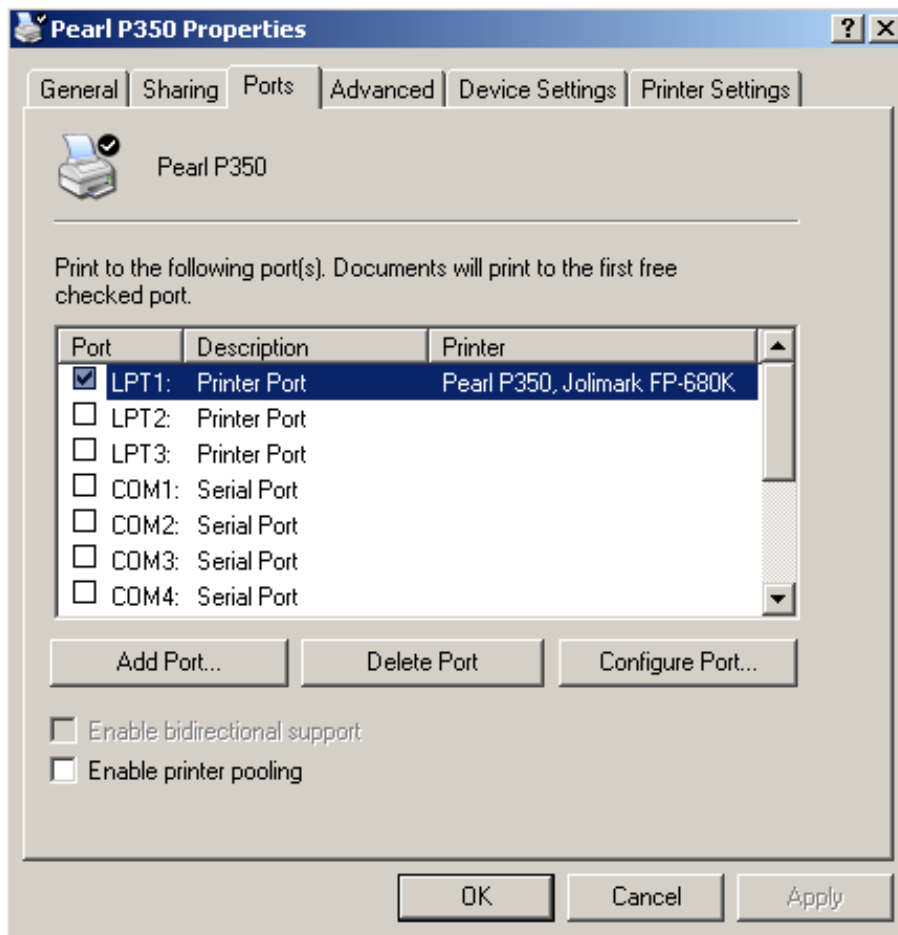 Pearl P350 Properties
General Sharing Ports Advanced Device Settings Printer Settings
Pearl P350
Print to the following port(s). Documents will print to the first free
checked port.
Port Description Printer
LPT1: Printer Port Pearl P350, Jolimark FP-680K
LPT2: Printer Port
LPT3: Printer Port
COM1: Serial Port
COM2: Serial Port
COM3: Serial Port
COM4: Serial Port
Add Port... Delete Port Configure Port...
Enable bidirectional support
Enable printer pooling
OK Cancel Apply